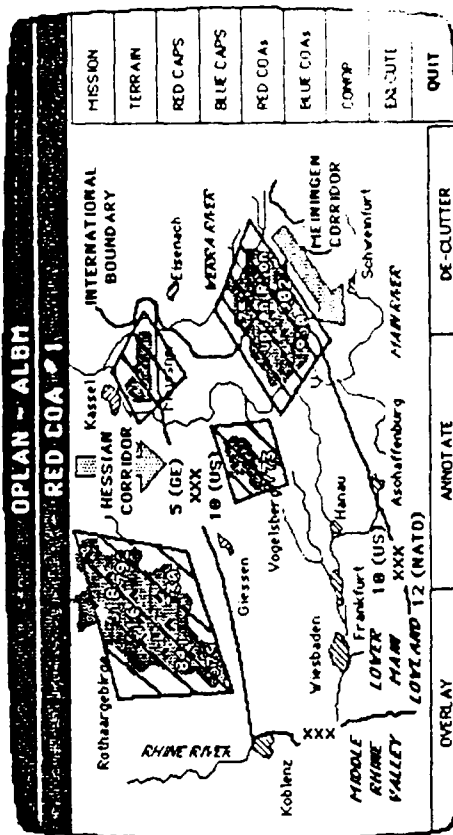 OPLAN - ALBM
RED COA # 1
MISSION
TERRAIN
RED CAPS
BLUE CAPS
RED COAs
BLUE COAs
CONOP
EXECUTE
QUIT
INTERNATIONAL
BOUNDARY
Kassel
Eisenach
WERRA RIVER
HESSIAN
CORRIDOR
MEININGEN
CORRIDOR
Schweinfurt
MAIN RIVER
5 (GE)
XXX
10 (US)
Rothaargebirge
Vogelsberg
Giessen
Hanau
Aschaffenburg
Frankfurt
Wiesbaden
10 (US)
XXX
12 (NATO)
LOWER
MAIN
LOWLAND
RHINE RIVER
Koblenz
XXX
MIDDLE
RHINE
VALLEY
OVERLAY
ANNOTATE
DE-CLUTTER